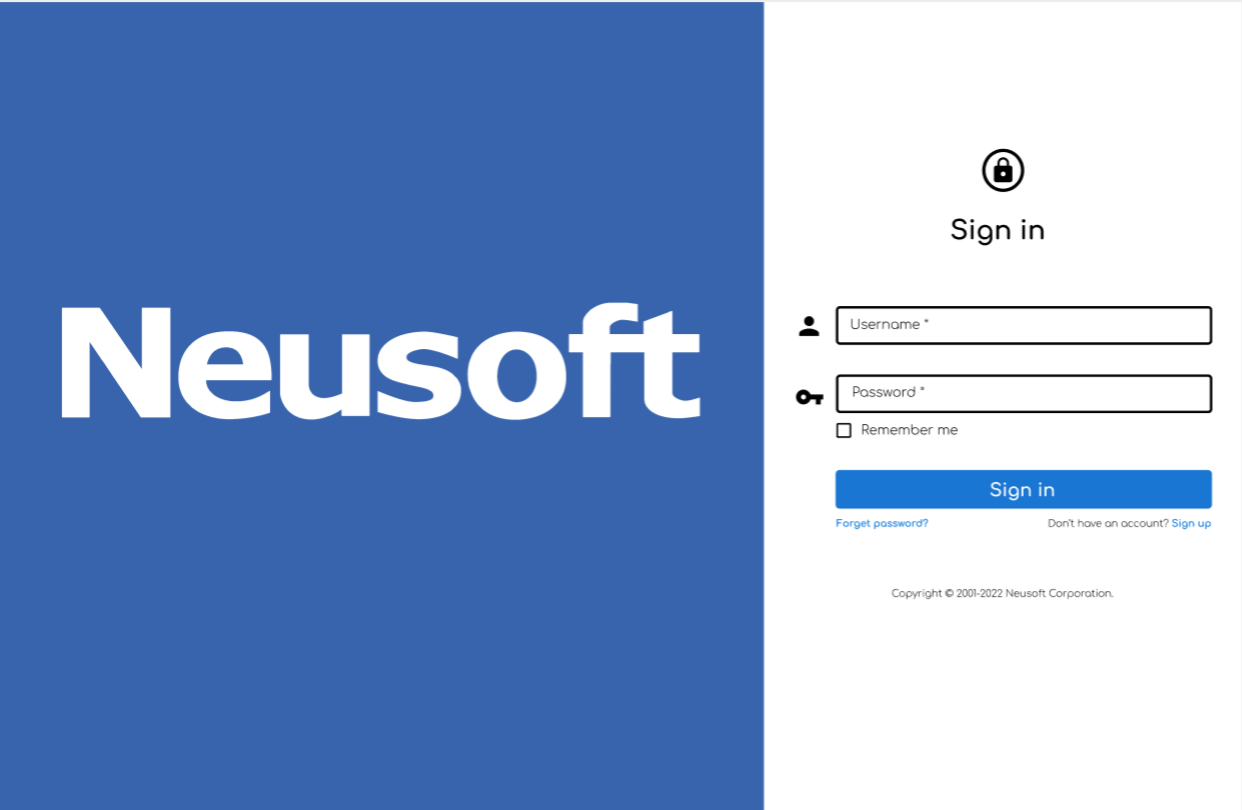 Neusoft
Sign in
Username *
Password *
Remember me
Sign in
Forget password?
Don't have an account? Sign up
Copyright © 2001-2022 Neusoft Corporation.